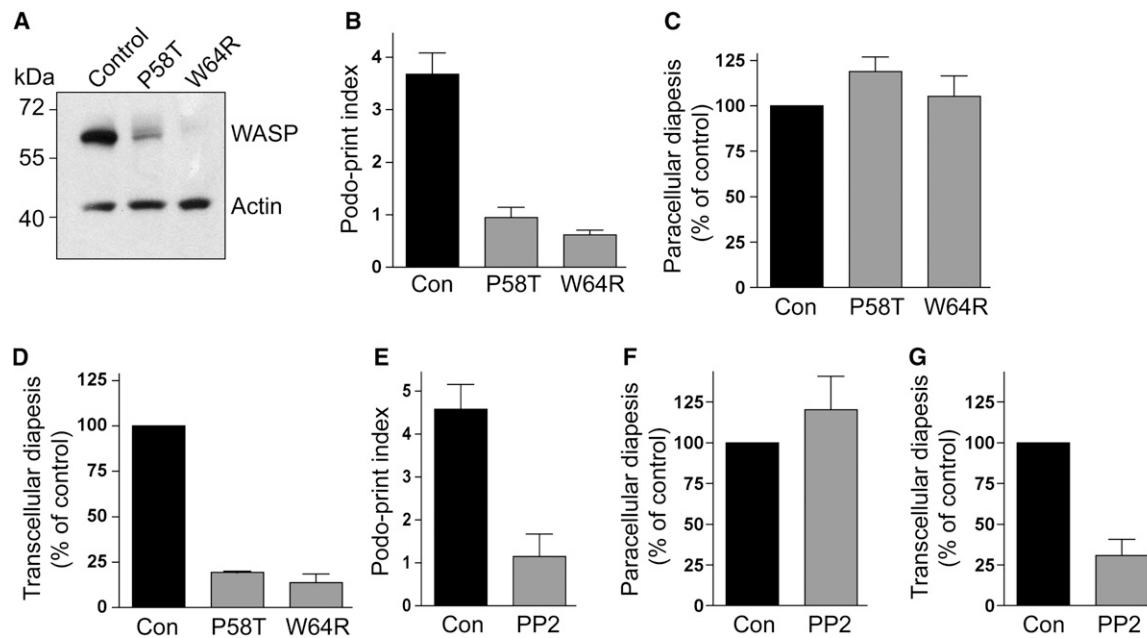 A
kDa
Control
P58T
W64R
72
55
40
WASP
Actin
B
Podo-print index
4
3
2
1
0
Con P58T W64R
C
Paracellular diapesis
(% of control)
125
100
75
50
25
0
Con P58T W64R
D
Transcellular diapesis
(% of control)
125
100
75
50
25
0
Con P58T W64R
E
Podo-print index
5
4
3
2
1
0
Con PP2
F
Paracellular diapesis
(% of control)
125
100
75
50
25
0
Con PP2
G
Transcellular diapesis
(% of control)
125
100
75
50
25
0
Con PP2